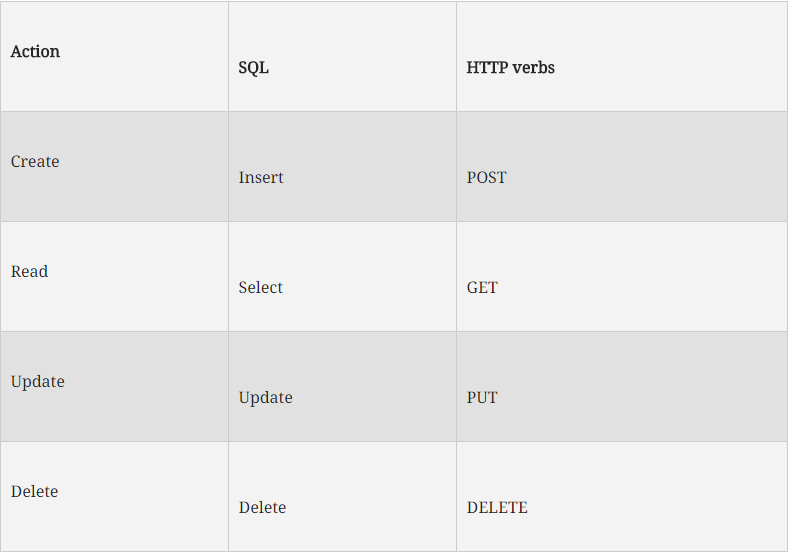 Action
SQL
HTTP verbs
Create
Insert
POST
Read
Select
GET
Update
Update
PUT
Delete
Delete
DELETE